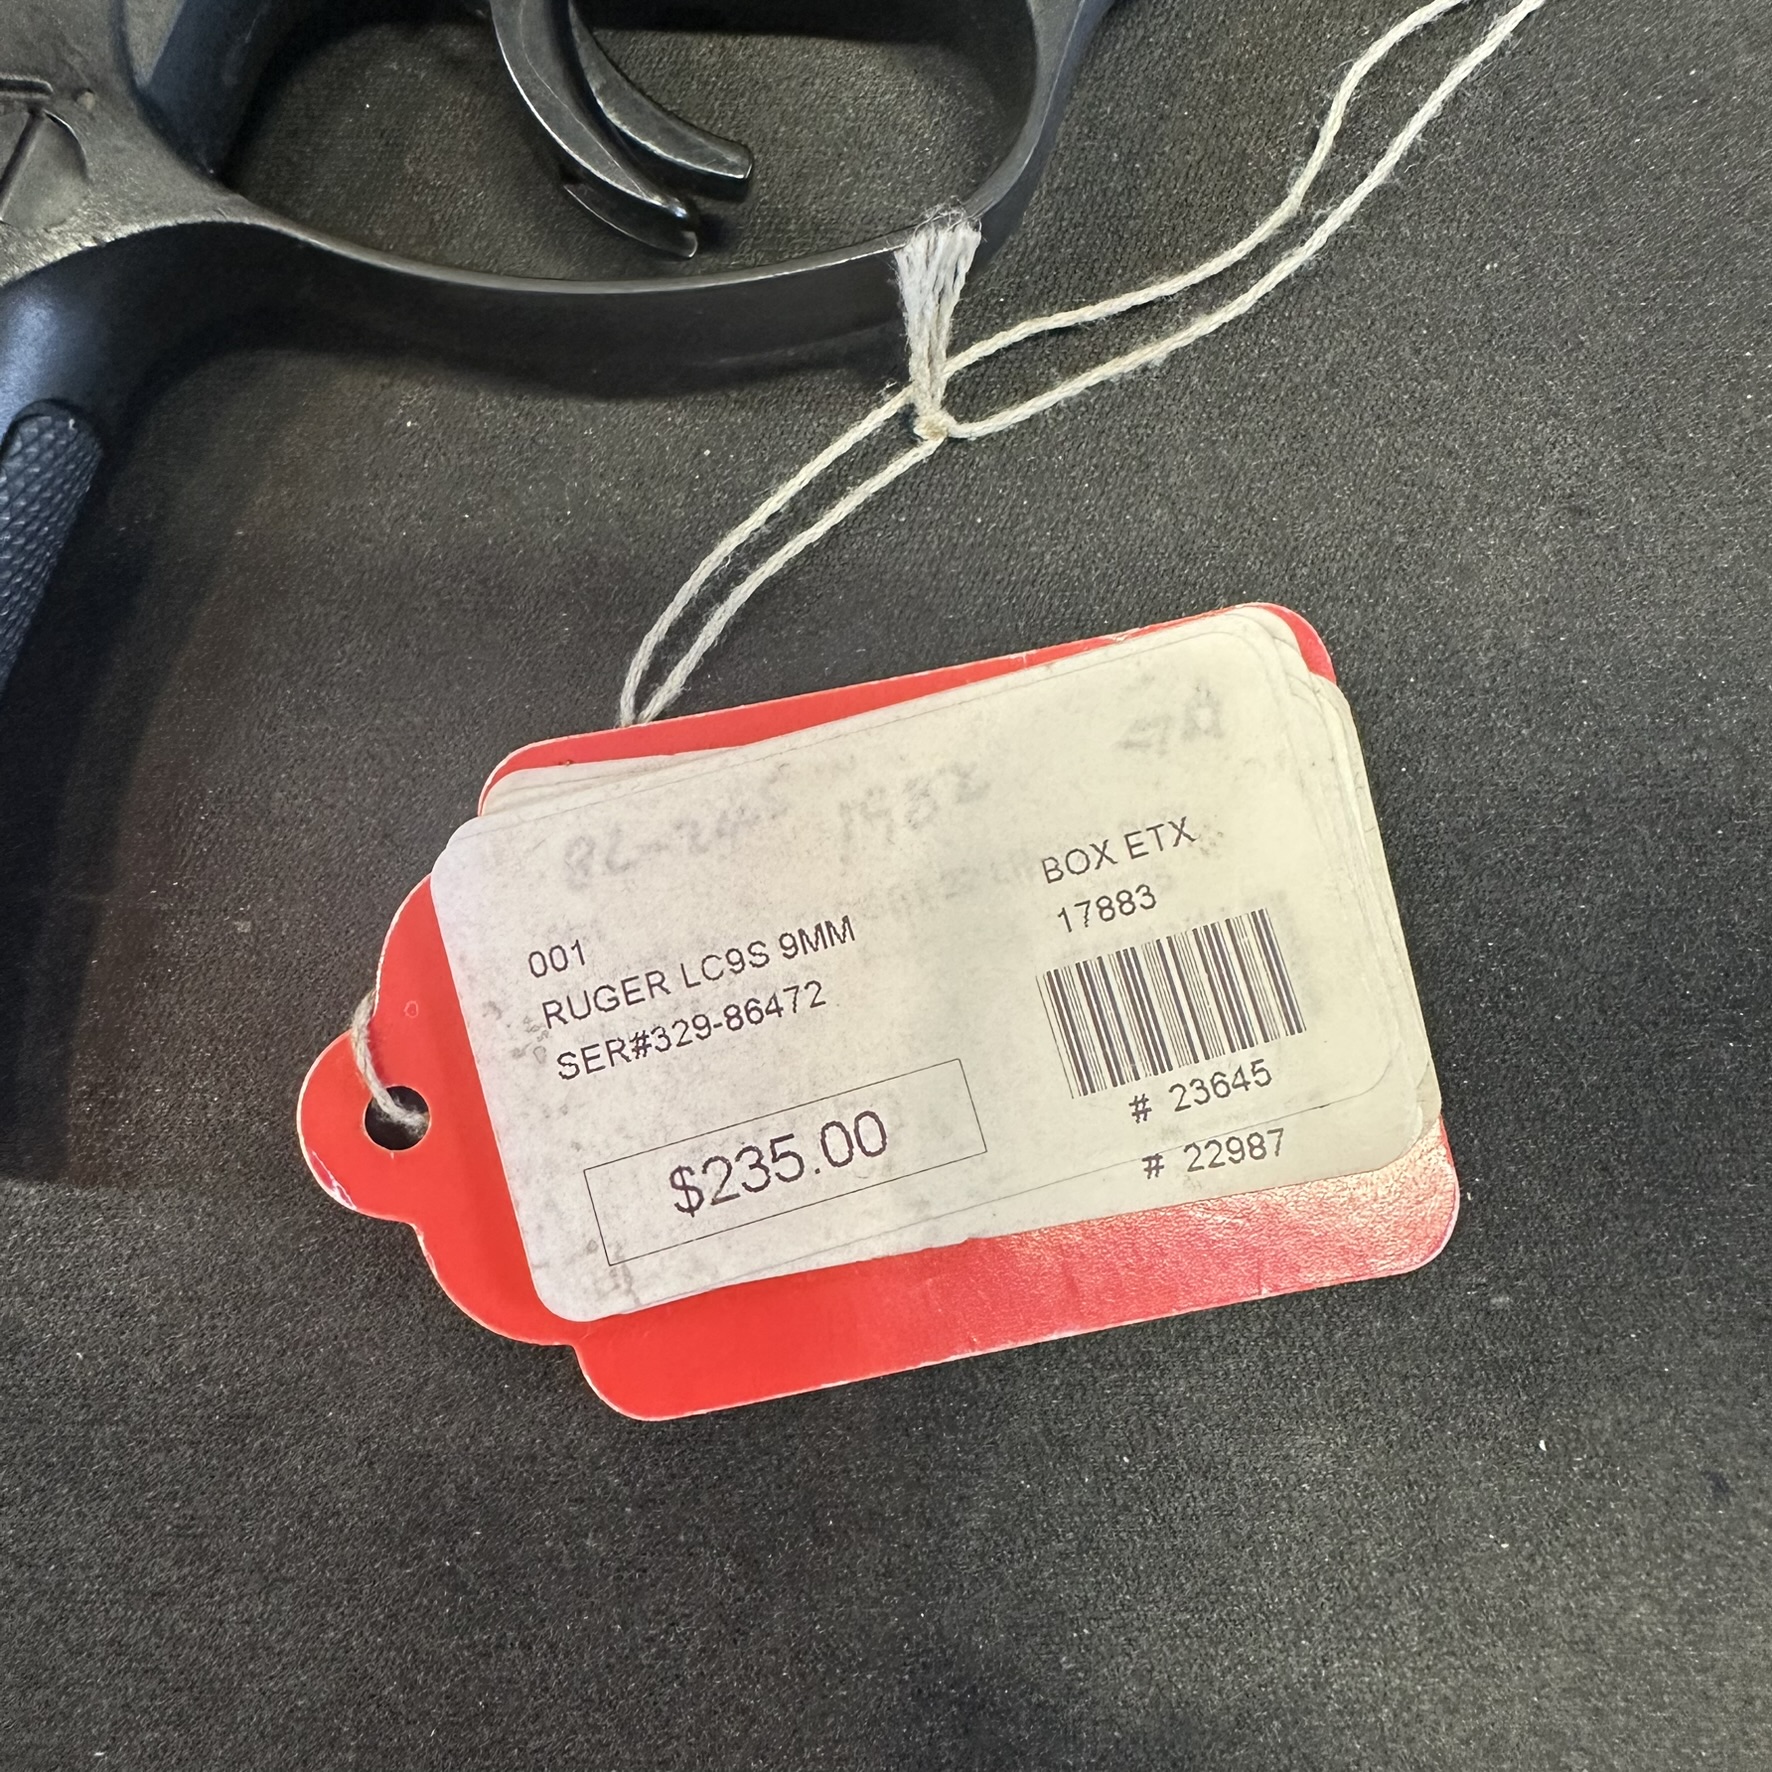 001
RUGER LC9S 9MM
SER#329-86472
$235.00
BOX ETX
17883
# 23645
# 22987